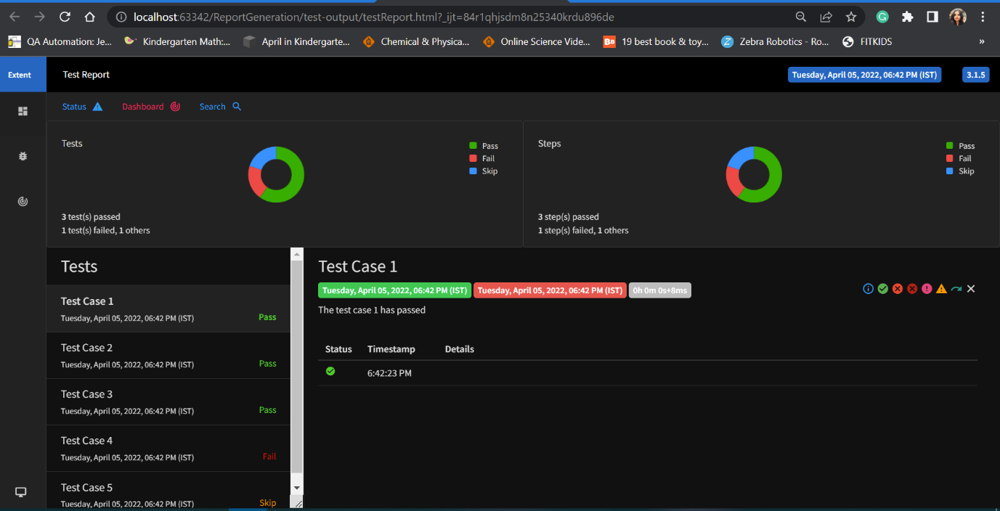 localhost:63342/ReportGeneration/test-output/testReport.html?_ijt=84r1qhjsdm8n25340krdu896de
QA Automation: Je... Kindergarten Math:... April in Kindergarte... Chemical & Physica... Online Science Vide... BB 19 best book & toy... Zebra Robotics - Ro... FITKIDS »
Extent Test Report Tuesday, April 05, 2022, 06:42 PM (IST) 3.1.5
Status Dashboard Search
Tests
Pass
Fail
Skip
3 test(s) passed
1 test(s) failed, 1 others
Steps
Pass
Fail
Skip
3 step(s) passed
1 step(s) failed, 1 others
Tests
Test Case 1
Tuesday, April 05, 2022, 06:42 PM (IST) Pass
Test Case 2
Tuesday, April 05, 2022, 06:42 PM (IST) Pass
Test Case 3
Tuesday, April 05, 2022, 06:42 PM (IST) Pass
Test Case 4
Tuesday, April 05, 2022, 06:42 PM (IST) Fail
Test Case 5
Tuesday, April 05, 2022, 06:42 PM (IST) Skip
Test Case 1
Tuesday, April 05, 2022, 06:42 PM (IST) Tuesday, April 05, 2022, 06:42 PM (IST) 0h 0m 0s+8ms
The test case 1 has passed
Status Timestamp Details
6:42:23 PM